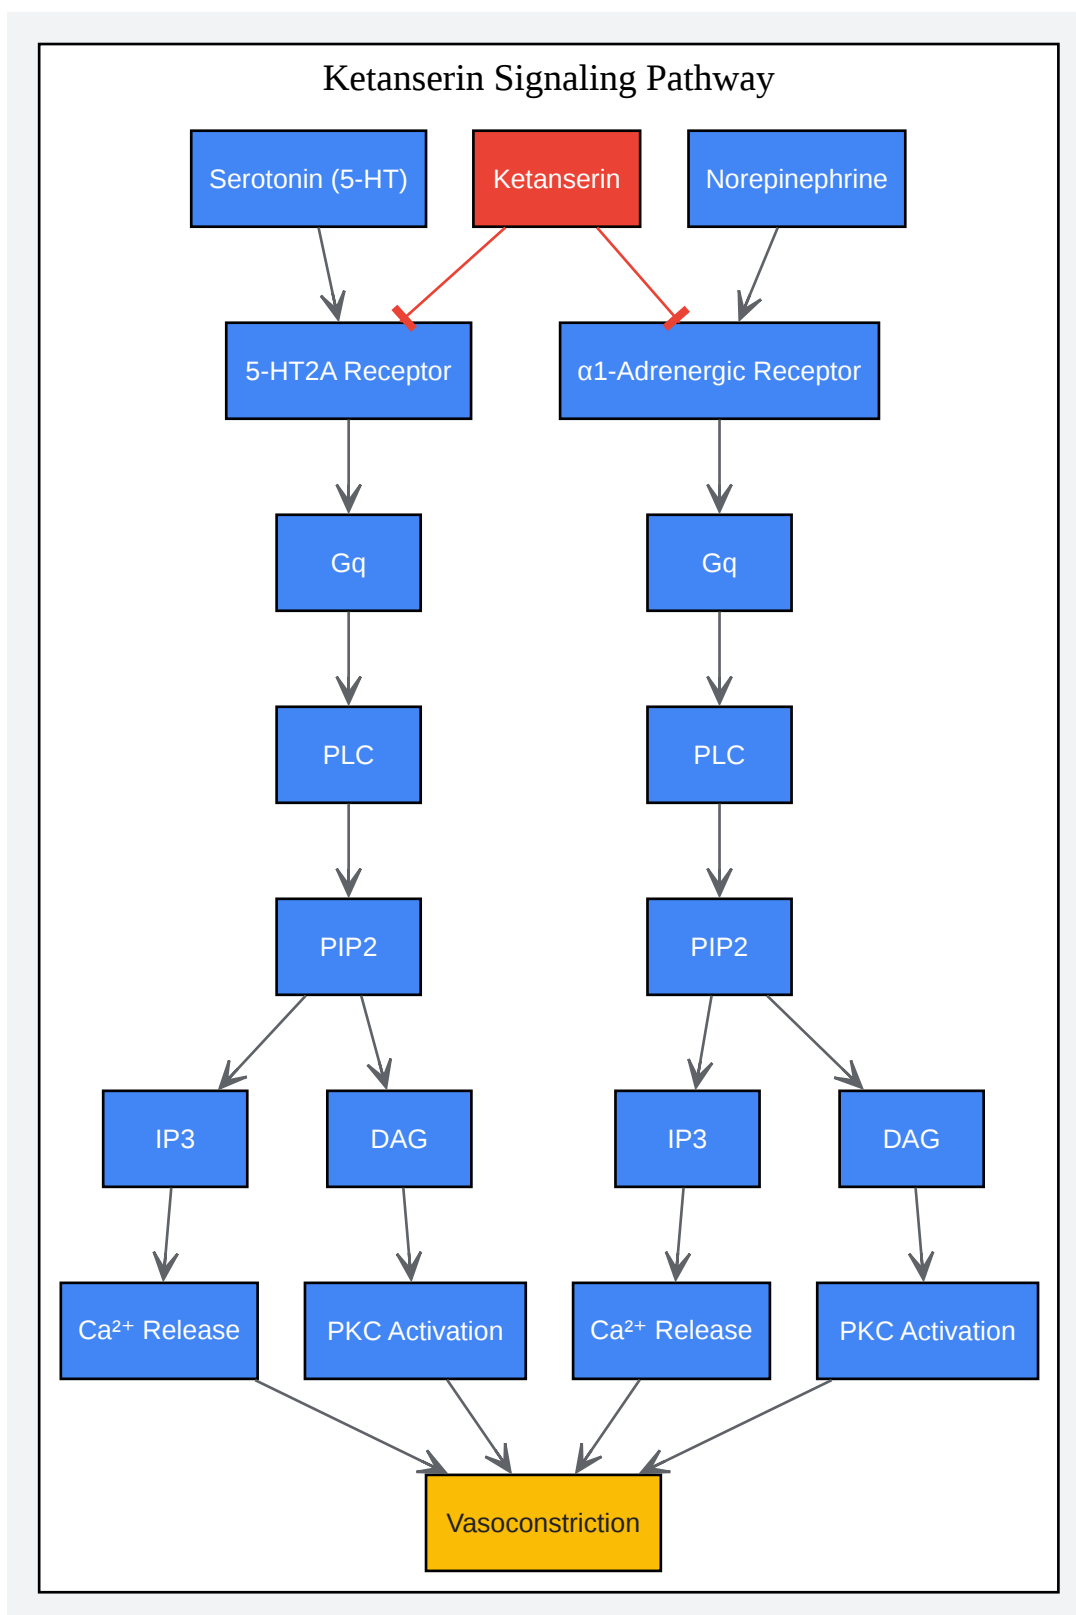 Ketanserin Signaling Pathway
Serotonin (5-HT)
Ketanserin
Norepinephrine
5-HT2A Receptor
α1-Adrenergic Receptor
Gq
Gq
PLC
PLC
PIP2
PIP2
IP3
DAG
IP3
DAG
Ca²⁺ Release
PKC Activation
Ca²⁺ Release
PKC Activation
Vasoconstriction